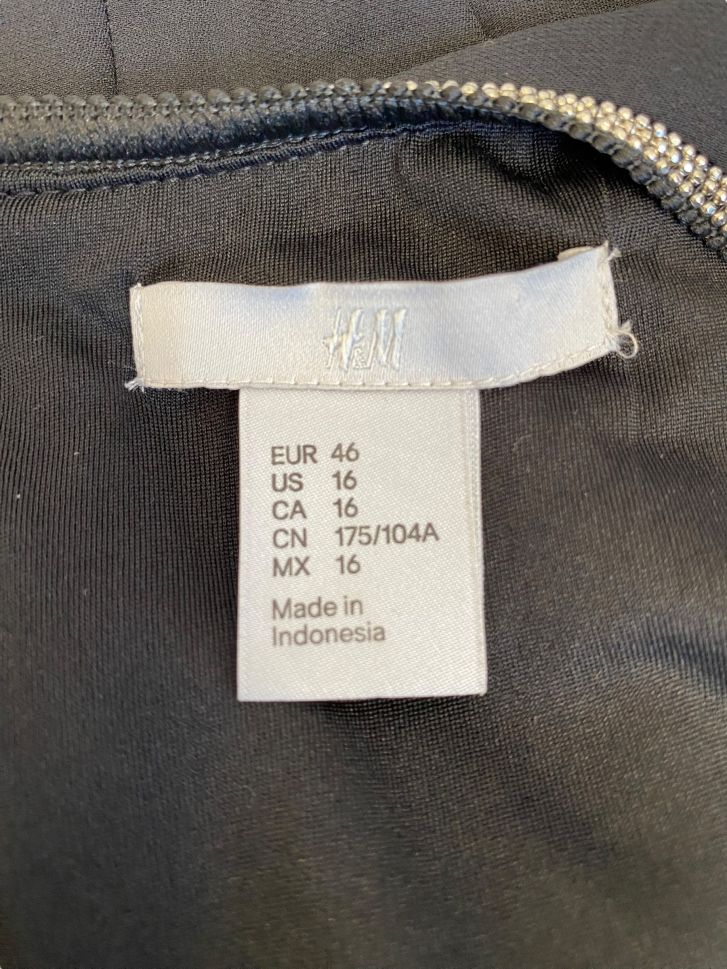 H&M
EUR 46
US 16
CA 16
CN 175/104A
MX 16
Made in
Indonesia